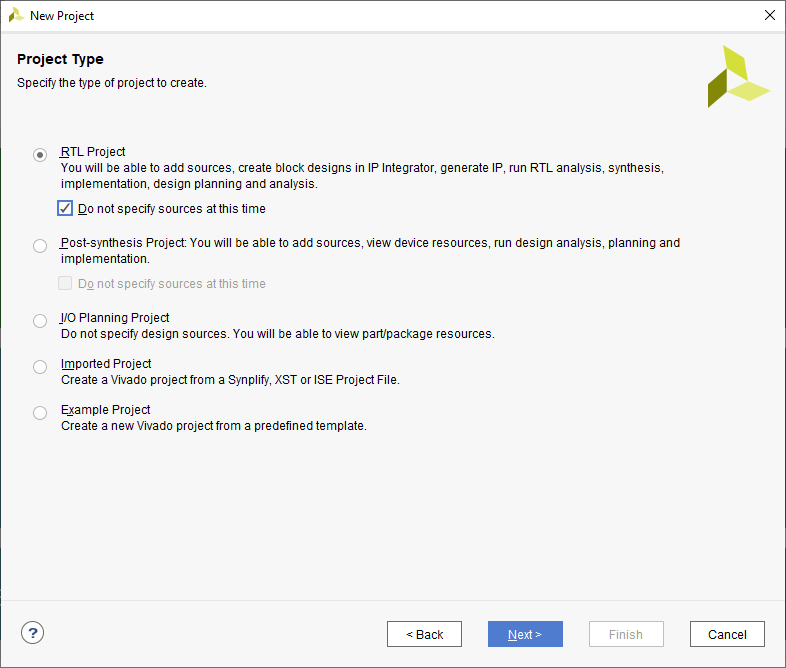 New Project
Project Type
Specify the type of project to create.
RTL Project
You will be able to add sources, create block designs in IP Integrator, generate IP, run RTL analysis, synthesis,
implementation, design planning and analysis.
Do not specify sources at this time
Post-synthesis Project: You will be able to add sources, view device resources, run design analysis, planning and
implementation.
Do not specify sources at this time
I/O Planning Project
Do not specify design sources. You will be able to view part/package resources.
Imported Project
Create a Vivado project from a Synplify, XST or ISE Project File.
Example Project
Create a new Vivado project from a predefined template.
? < Back Next > Finish Cancel